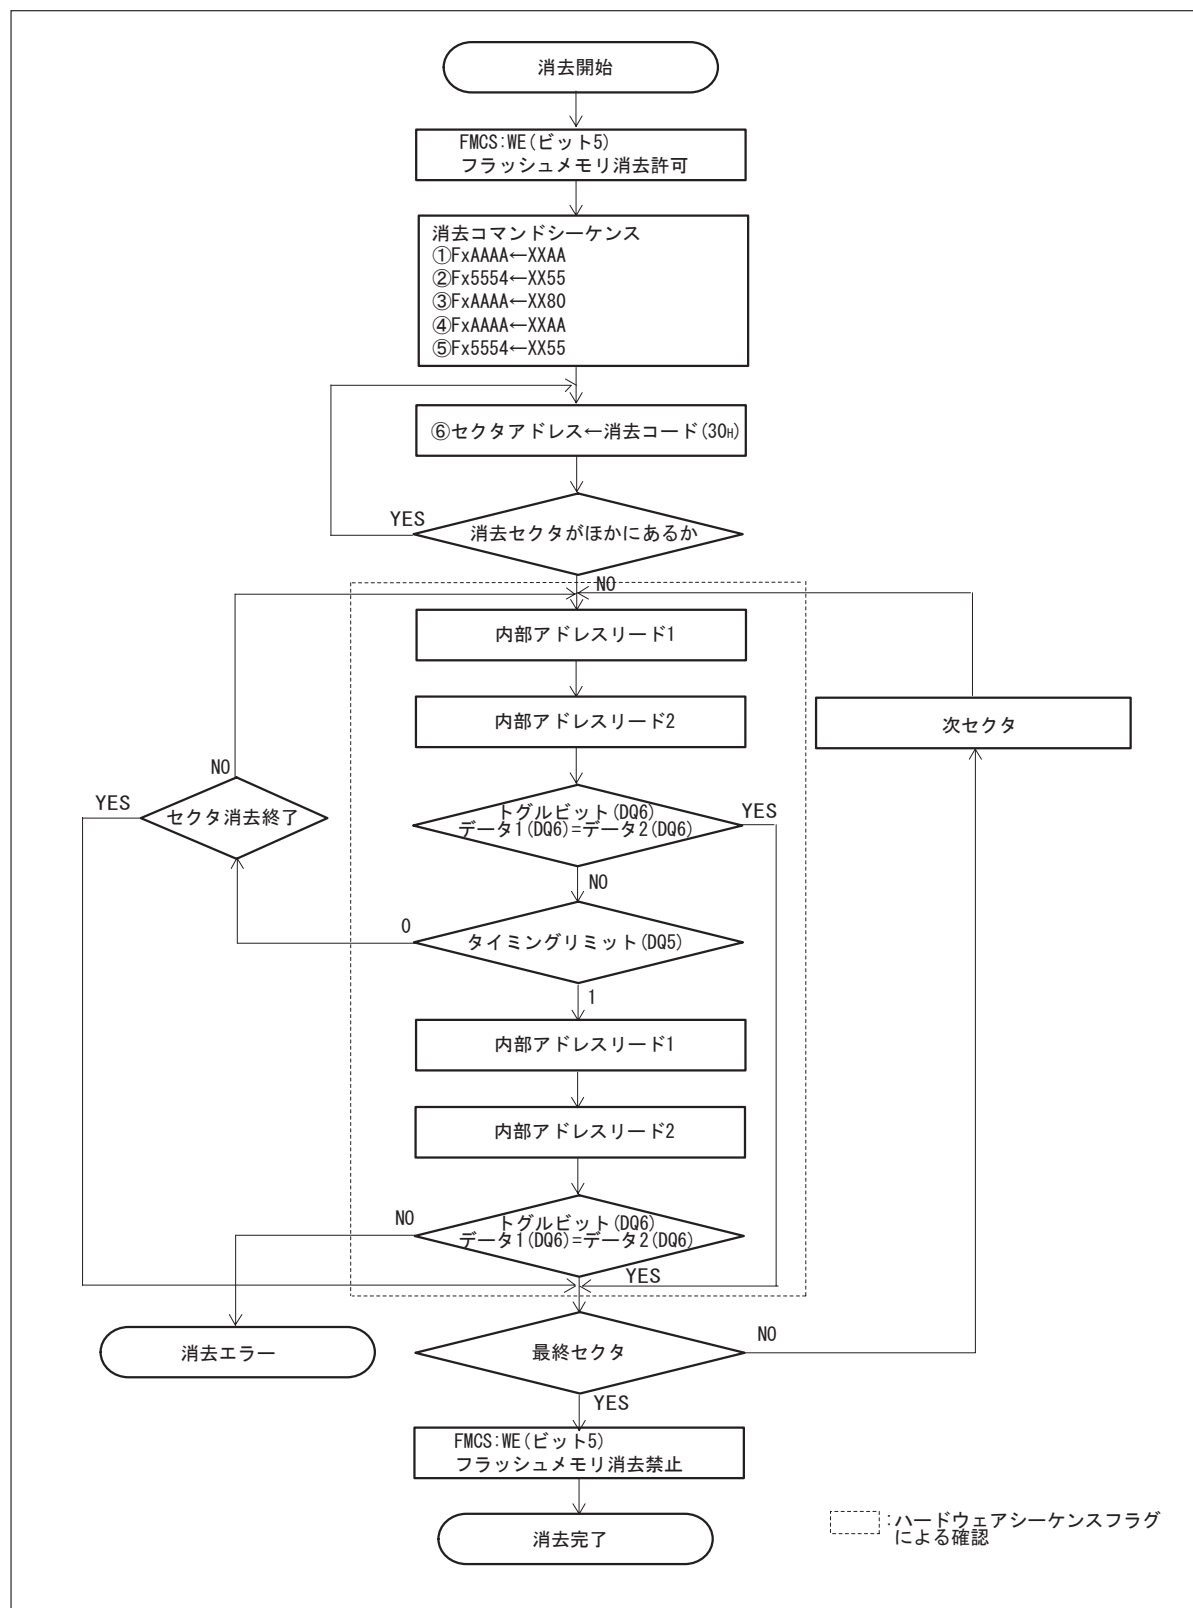 消去開始
FMCS:WE(ビット5)
フラッシュメモリ消去許可
消去コマンドシーケンス
①FxAAAA←XXAA
②Fx5554←XX55
③FxAAAA←XX80
④FxAAAA←XXAA
⑤Fx5554←XX55
⑥セクタアドレス←消去コード(30H)
YES
消去セクタがほかにあるか
NO
内部アドレスリード1
内部アドレスリード2
次セクタ
NO
YES
セクタ消去終了
トグルビット(DQ6)
データ1(DQ6)=データ2(DQ6)
YES
NO
0
タイミングリミット(DQ5)
1
内部アドレスリード1
内部アドレスリード2
NO
トグルビット(DQ6)
データ1(DQ6)=データ2(DQ6)
YES
消去エラー
最終セクタ
NO
YES
FMCS:WE(ビット5)
フラッシュメモリ消去禁止
消去完了
:ハードウェアシーケンスフラグ
による確認